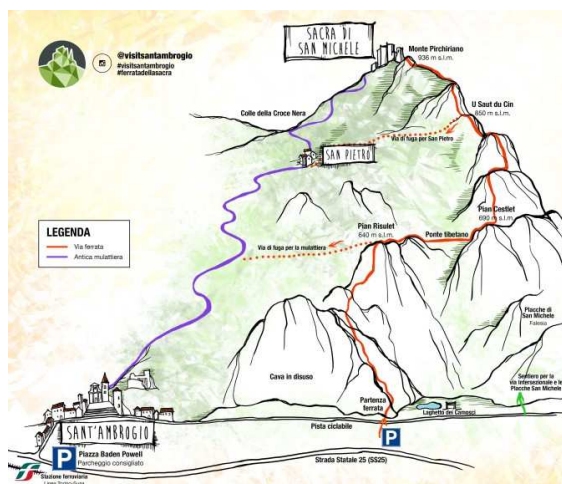 @visitsantambrogio
#visitsantambrogio
#ferratadellasacra
SACRA DI
SAN MICHELE
Monte Pirchiriano
936 m s.l.m.
U Saut du Cin
650 m s.l.m.
Colle della Croce Nera
Via di fuga per San Pietro
SAN PIETRO
Pian Cestlet
690 m s.l.m.
Pian Risulet
640 m s.l.m.
Ponte tibetano
LEGENDA
Via ferrata
Antica mulattiera
Via di fuga per la mulattiera
Placche di
San Michele
Falesia
Cava in disuso
Sentiero per la
via Intersezionale e le
Placche San Michele
Partenza
ferrata
Laghetto dei Camosci
SANT'AMBROGIO
Pista ciclabile
P
P
Piazza Baden Powell
Parcheggio consigliato
Strada Statale 25 (SS25)
Stazione ferroviaria